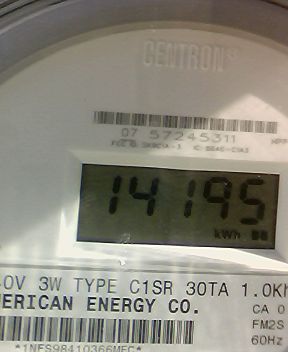 CENTRON®
07 57245311
14195
kWh
0V 3W TYPE C1SR 30TA 1.0K
ERICAN ENERGY CO.
CA 0
FM2S
60Hz
*1NES98410366MEC*